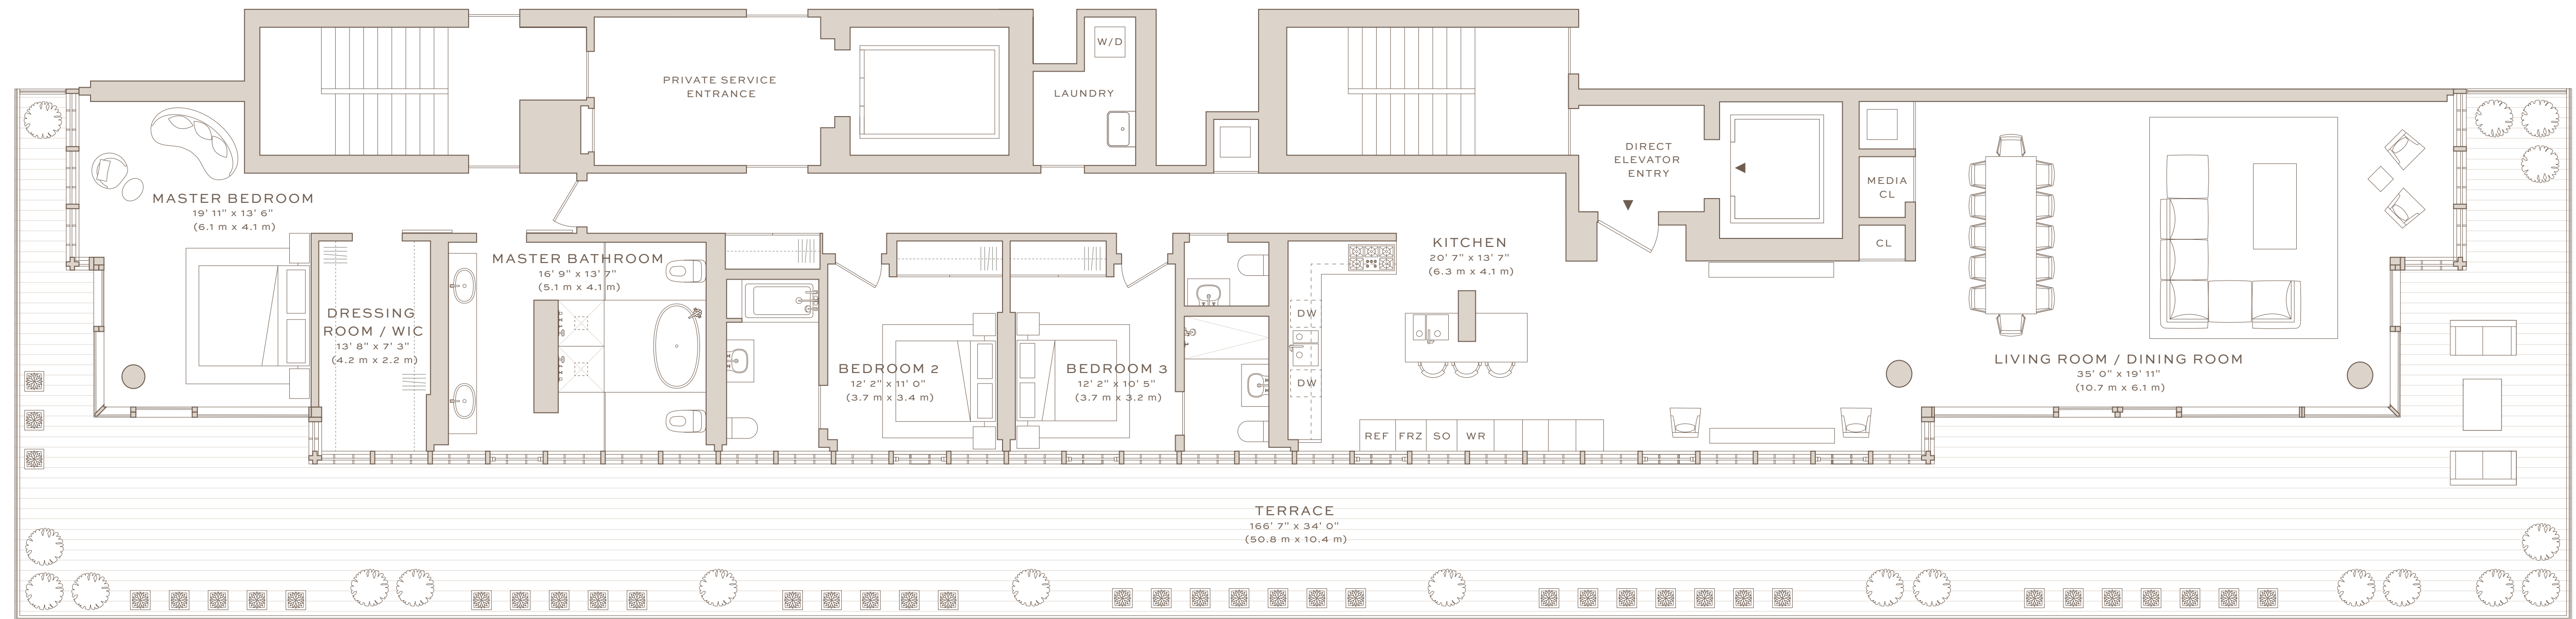 W/D
PRIVATE SERVICE
ENTRANCE
LAUNDRY
DIRECT
ELEVATOR
ENTRY
MEDIA
CL
CL
MASTER BEDROOM
19' 11" x 13' 6"
(6.1 m x 4.1 m)
MASTER BATHROOM
16' 9" x 13' 7"
(5.1 m x 4.1 m)
KITCHEN
20' 7" x 13' 7"
(6.3 m x 4.1 m)
DRESSING
ROOM / WIC
13' 8" x 7' 3"
(4.2 m x 2.2 m)
DW
DW
BEDROOM 2
12' 2" x 11' 0"
(3.7 m x 3.4 m)
BEDROOM 3
12' 2" x 10' 5"
(3.7 m x 3.2 m)
LIVING ROOM / DINING ROOM
35' 0" x 19' 11"
(10.7 m x 6.1 m)
REF FRZ SO WR
TERRACE
166' 7" x 34' 0"
(50.8 m x 10.4 m)